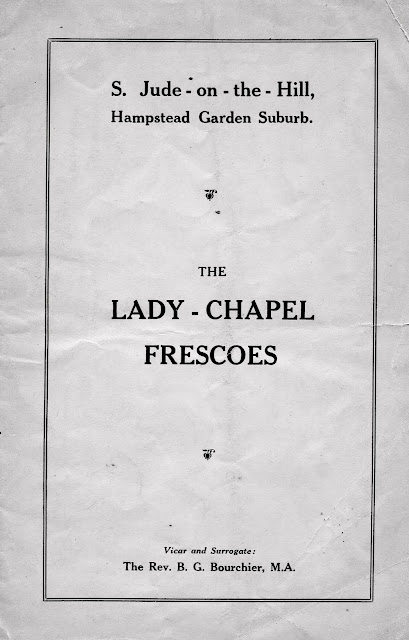 S. Jude - on - the - Hill,
Hampstead Garden Suburb.
THE
LADY - CHAPEL
FRESCOES
Vicar and Surrogate:
The Rev. B. G. Bourchier, M.A.